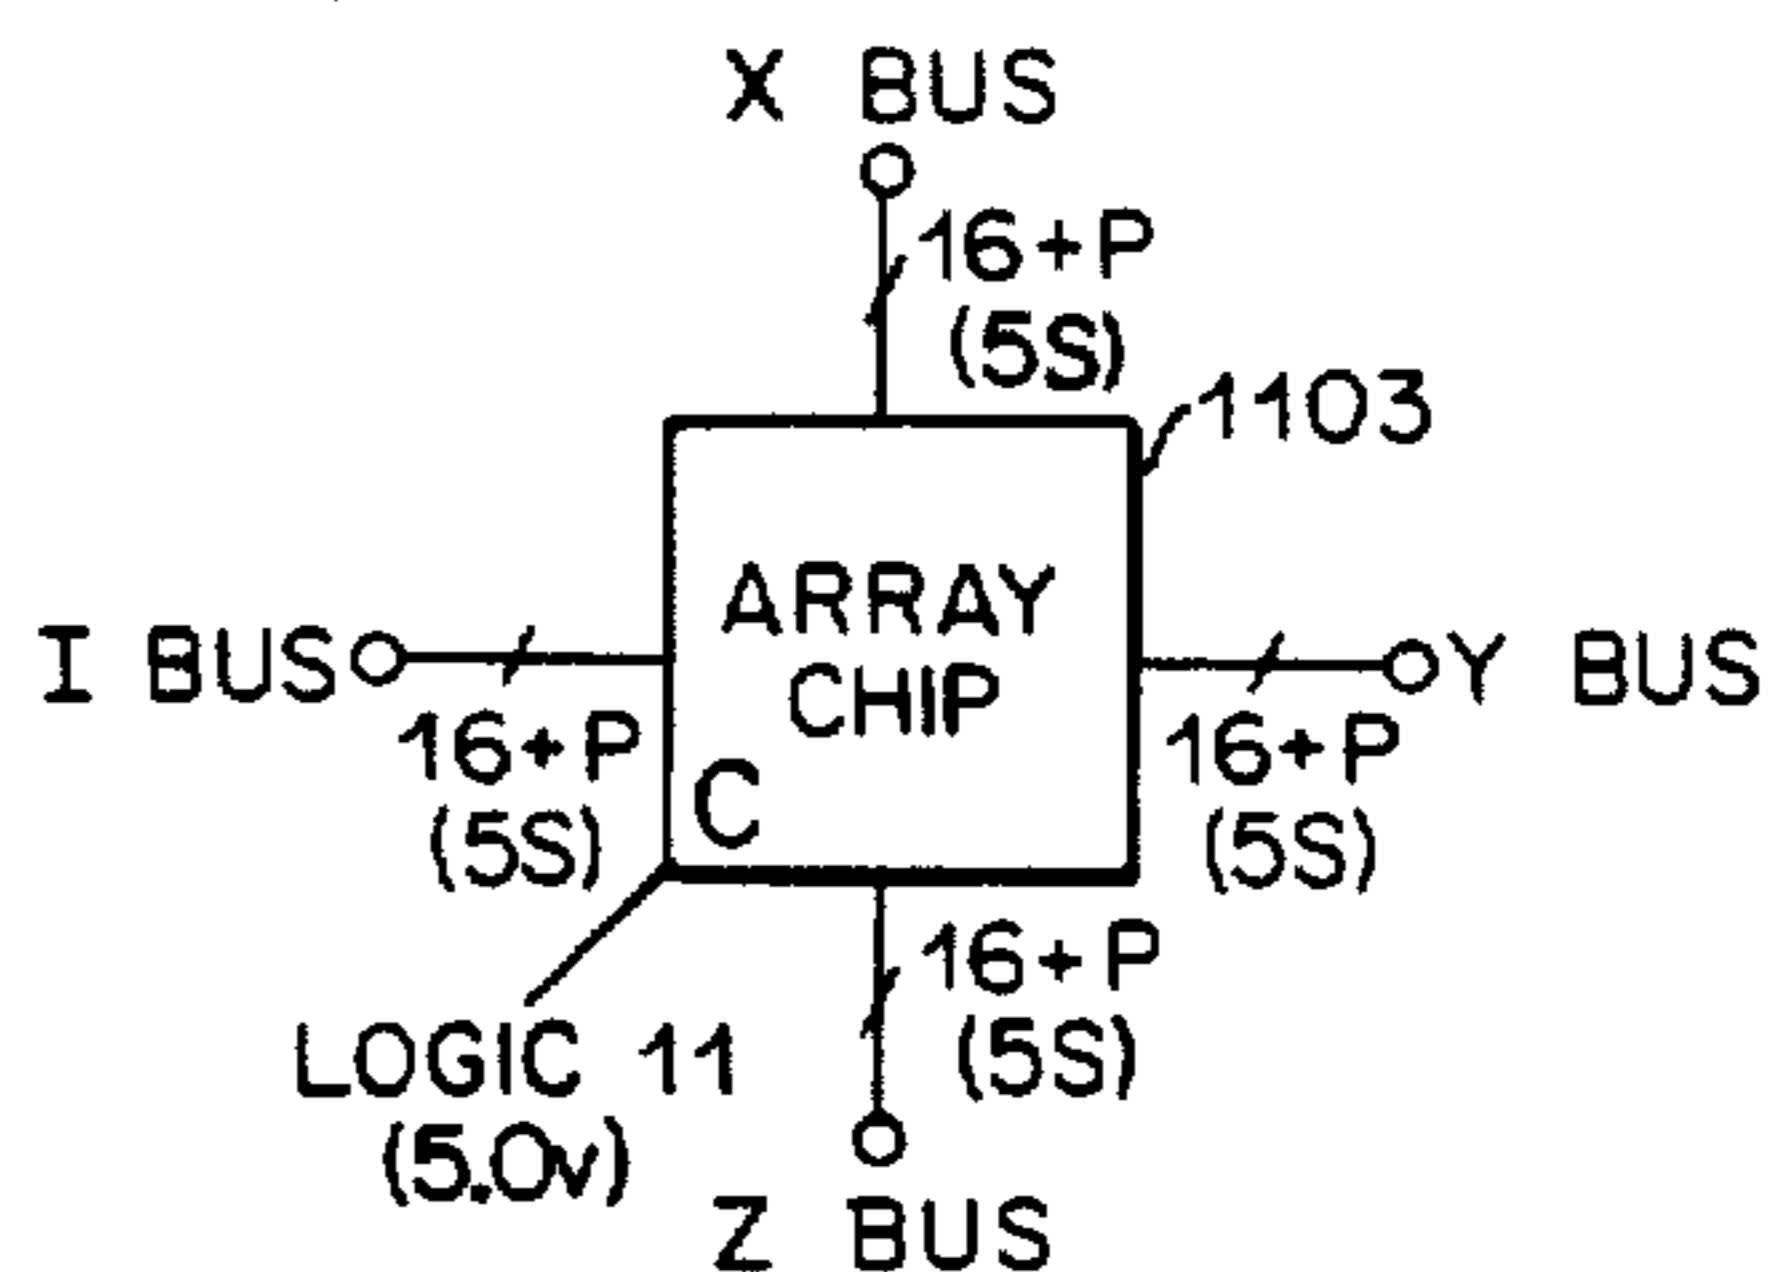 X BUS
16+P
(5S)
1103
ARRAY
CHIP
I BUS
Y BUS
16+P
(5S)
16+P
(5S)
C
16+P
(5S)
LOGIC 11
(5.0v)
Z BUS